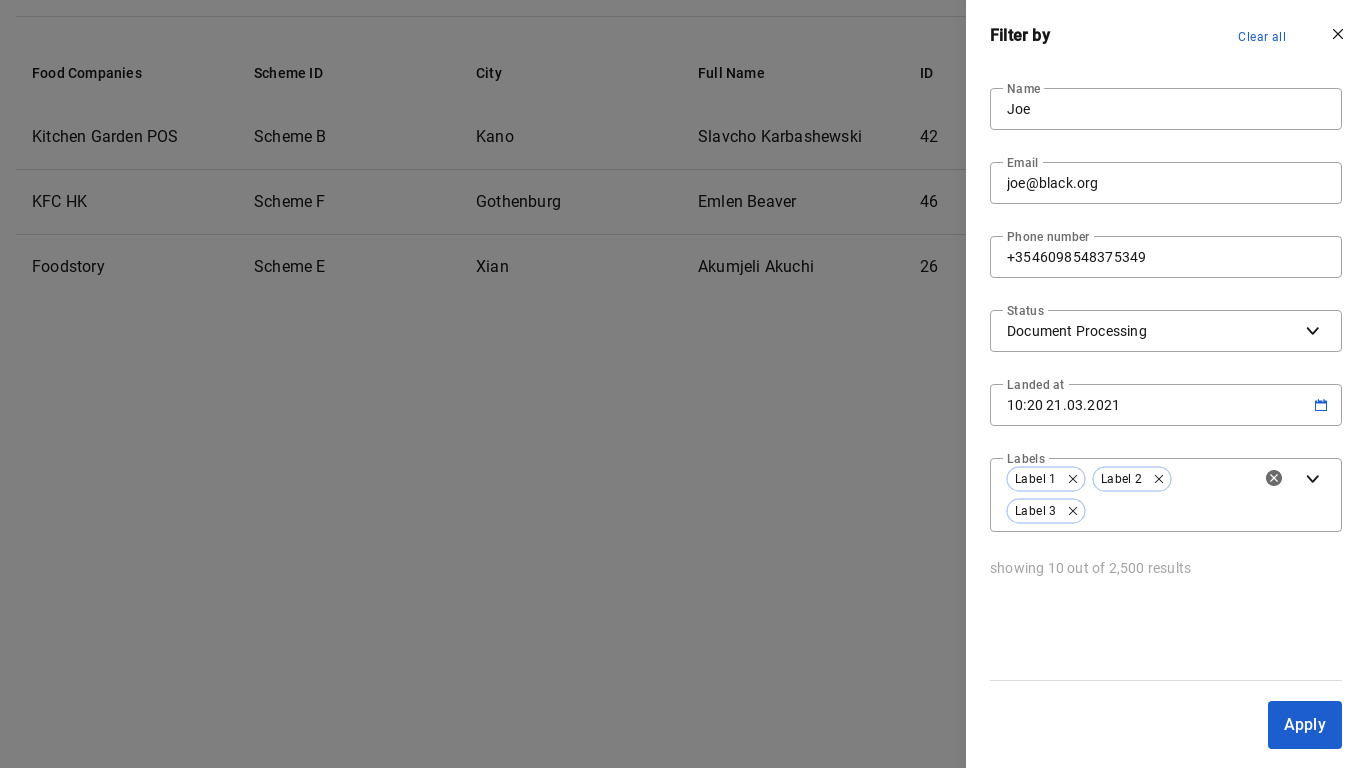 Food Companies Scheme ID City Full Name ID
Kitchen Garden POS Scheme B Kano Slavcho Karbashewski 42
KFC HK Scheme F Gothenburg Emlen Beaver 46
Foodstory Scheme E Xian Akumjeli Akuchi 26
Filter by Clear all
Name
Joe
Email
joe@black.org
Phone number
+3546098548375349
Status
Document Processing
Landed at
10:20 21.03.2021
Labels
Label 1 Label 2
Label 3
showing 10 out of 2,500 results
Apply